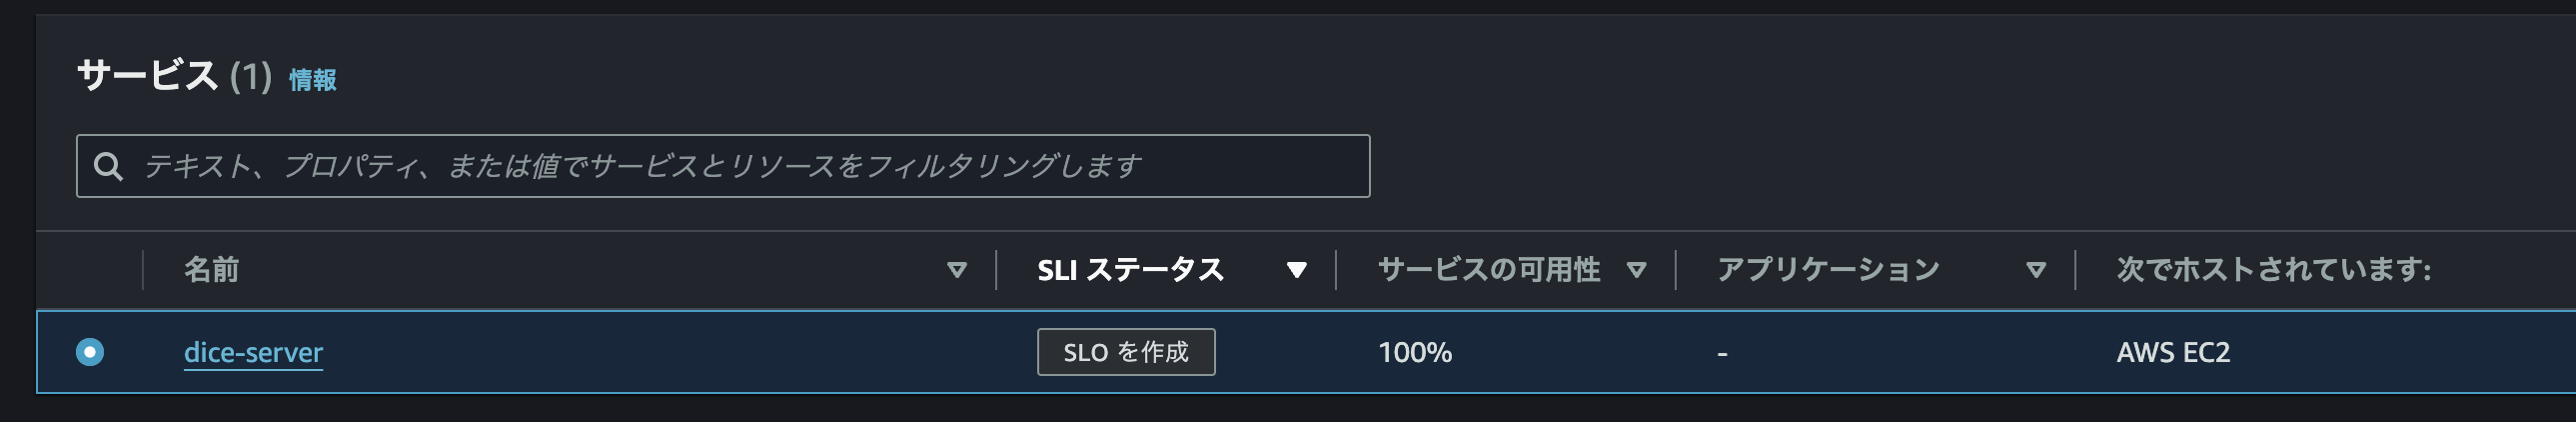 サービス (1) 情報
テキスト、プロパティ、または値でサービスとリソースをフィルタリングします
名前 SLI ステータス サービスの可用性 アプリケーション 次でホストされています:
dice-server SLO を作成 100% - AWS EC2